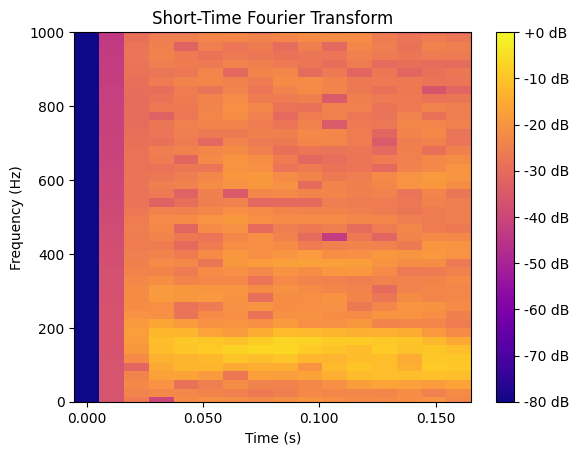 Short-Time Fourier Transform
1000
800
600
400
200
0
Frequency (Hz)
0.000
0.050
0.100
0.150
Time (s)
+0 dB
-10 dB
-20 dB
-30 dB
-40 dB
-50 dB
-60 dB
-70 dB
-80 dB